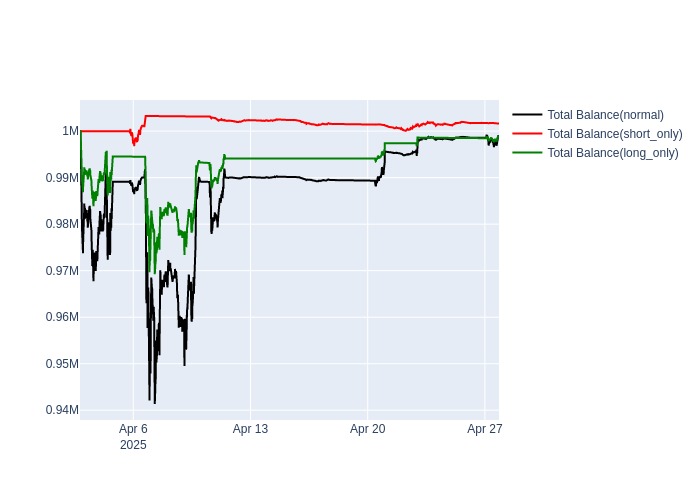 1M
0.99M
0.98M
0.97M
0.96M
0.95M
0.94M
Apr 6
2025
Apr 13
Apr 20
Apr 27
Total Balance(normal)
Total Balance(short_only)
Total Balance(long_only)